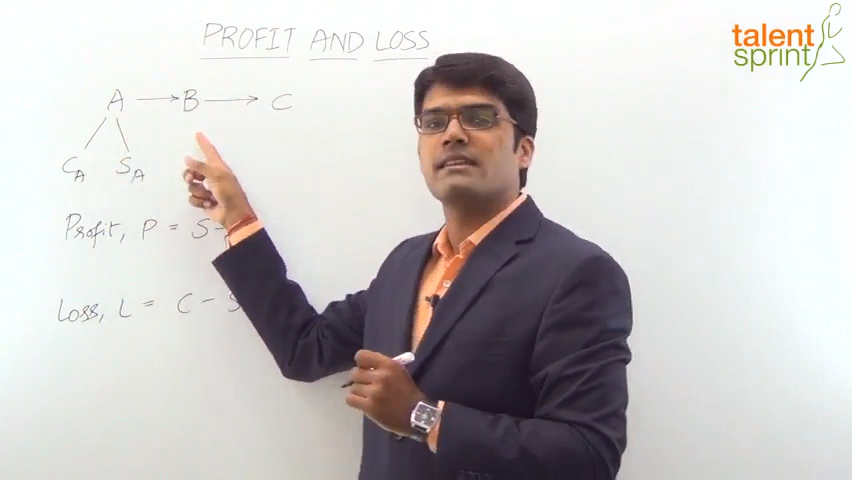 PROFIT AND LOSS
talent
sprint
A → B → C
C_A S_A
Profit, P = S -
Loss, L = C - S